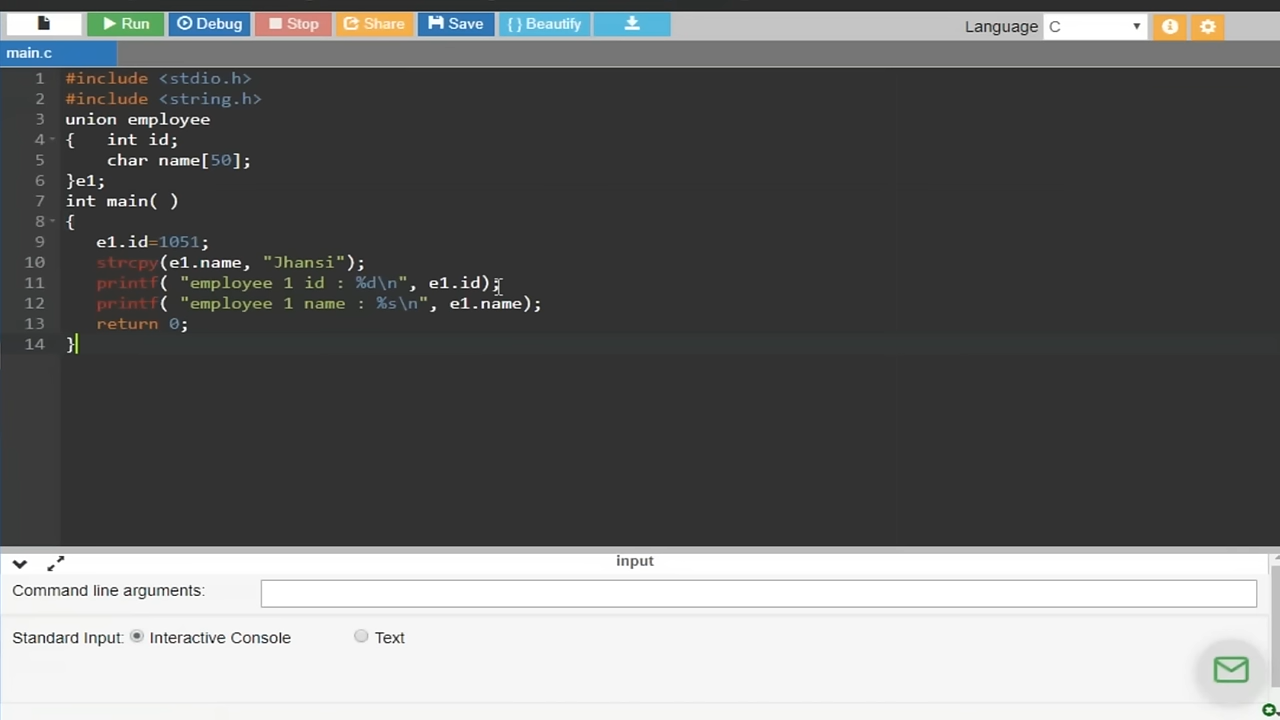 Run Debug Stop Share Save { } Beautify Language C
main.c
1 #include <stdio.h>
2 #include <string.h>
3 union employee
4 {   int id;
5     char name[50];
6 }e1;
7 int main( )
8 {
9    e1.id=1051;
10    strcpy(e1.name, "Jhansi");
11    printf( "employee 1 id : %d\n", e1.id);
12    printf( "employee 1 name : %s\n", e1.name);
13    return 0;
14 }
input
Command line arguments:
Standard Input: Interactive Console Text